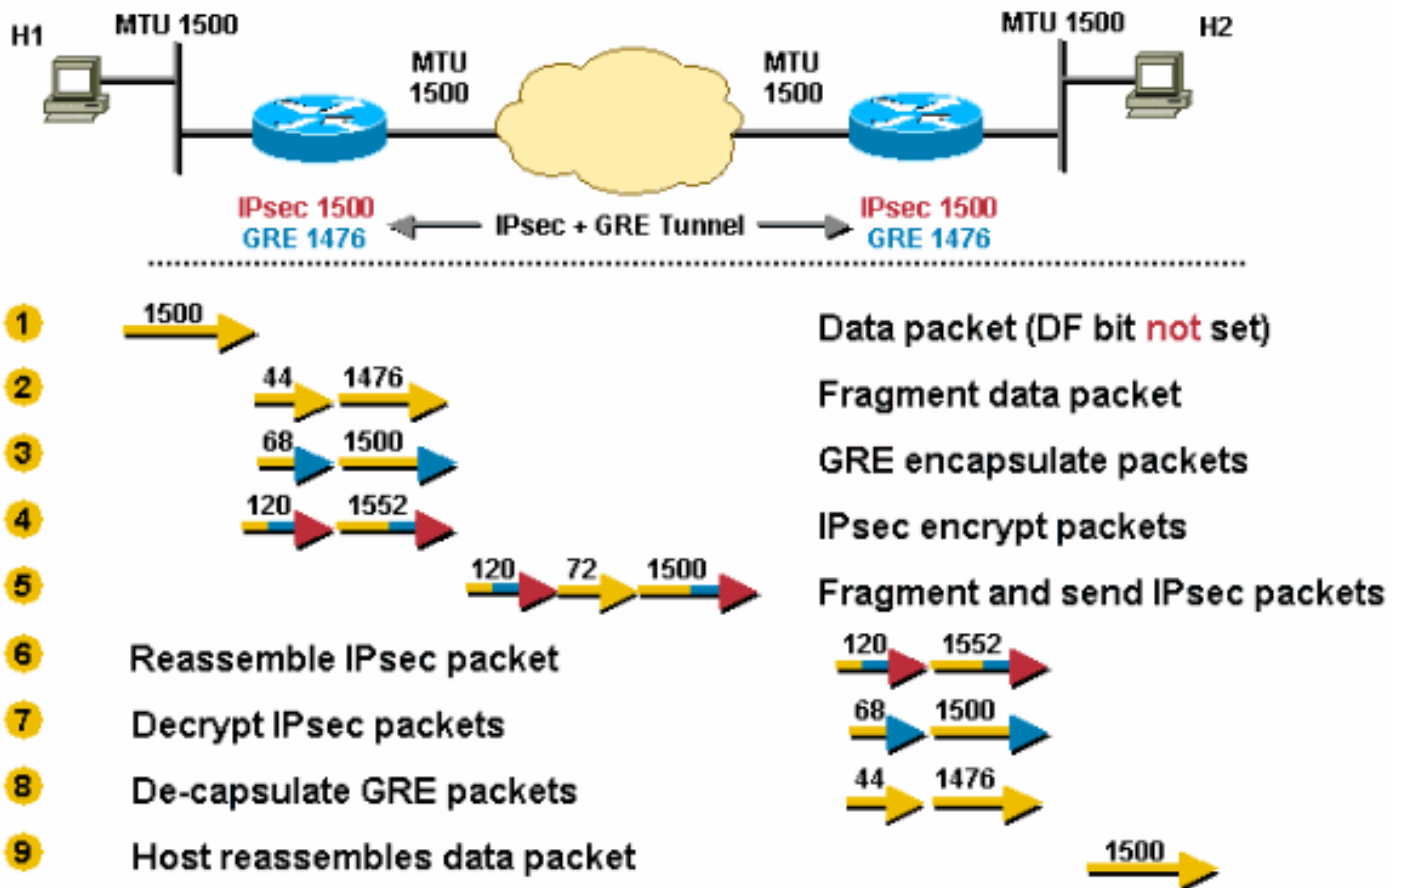 H1
MTU 1500
MTU 1500
MTU 1500
MTU 1500
H2
IPsec 1500
GRE 1476
IPsec + GRE Tunnel
IPsec 1500
GRE 1476
1
1500
Data packet (DF bit not set)
2
44 1476
Fragment data packet
3
68 1500
GRE encapsulate packets
4
120 1552
IPsec encrypt packets
5
120 72 1500
Fragment and send IPsec packets
6
Reassemble IPsec packet
120 1552
7
Decrypt IPsec packets
68 1500
8
De-capsulate GRE packets
44 1476
9
Host reassembles data packet
1500